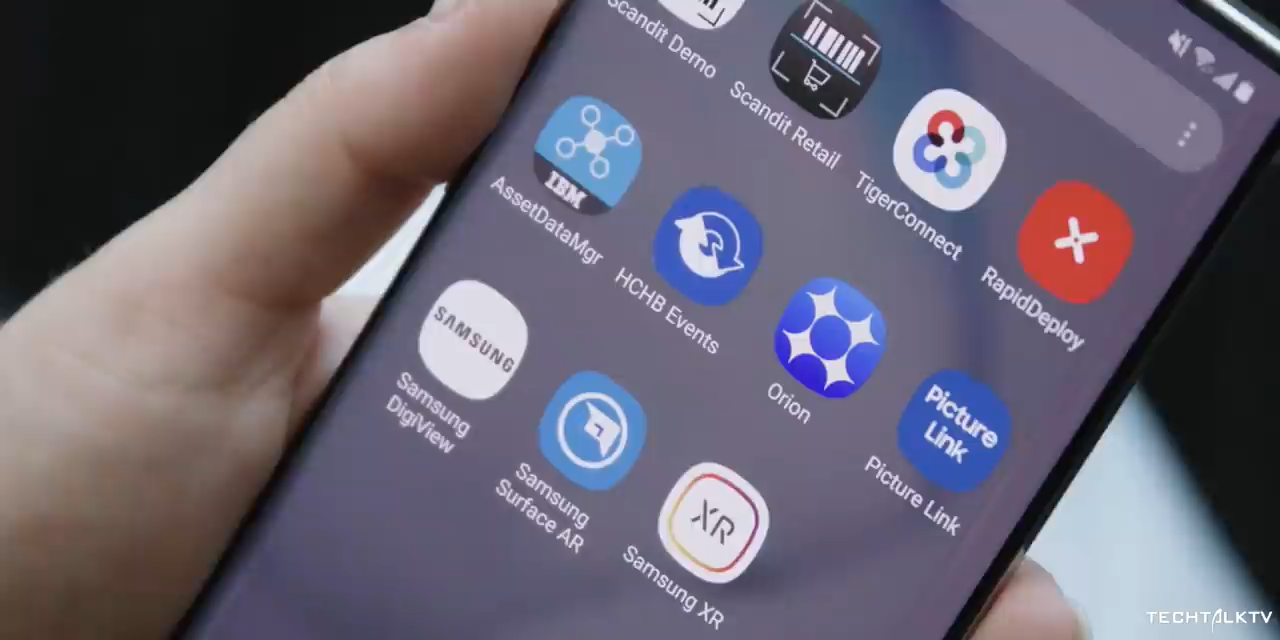 Scandit Demo
Scandit Retail
TigerConnect
RapidDeploy
IBM
AssetDataMgr
HCHB Events
Orion
Picture
Link
Picture Link
SAMSUNG
Samsung
DigiView
Samsung
Surface AR
XR
Samsung XR
TECHTALKTV